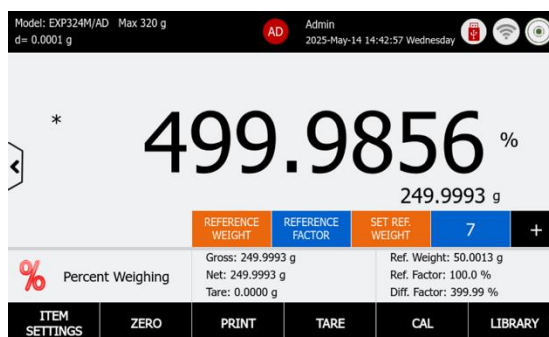 Model: EXP324M/AD Max 320 g
d= 0.0001 g
AD
Admin
2025-May-14 14:42:57 Wednesday
* 499.9856 %
249.9993 g
REFERENCE WEIGHT
REFERENCE FACTOR
SET REF. WEIGHT
7
+
% Percent Weighing
Gross: 249.9993 g
Net: 249.9993 g
Tare: 0.0000 g
Ref. Weight: 50.0013 g
Ref. Factor: 100.0 %
Diff. Factor: 399.99 %
ITEM SETTINGS
ZERO
PRINT
TARE
CAL
LIBRARY